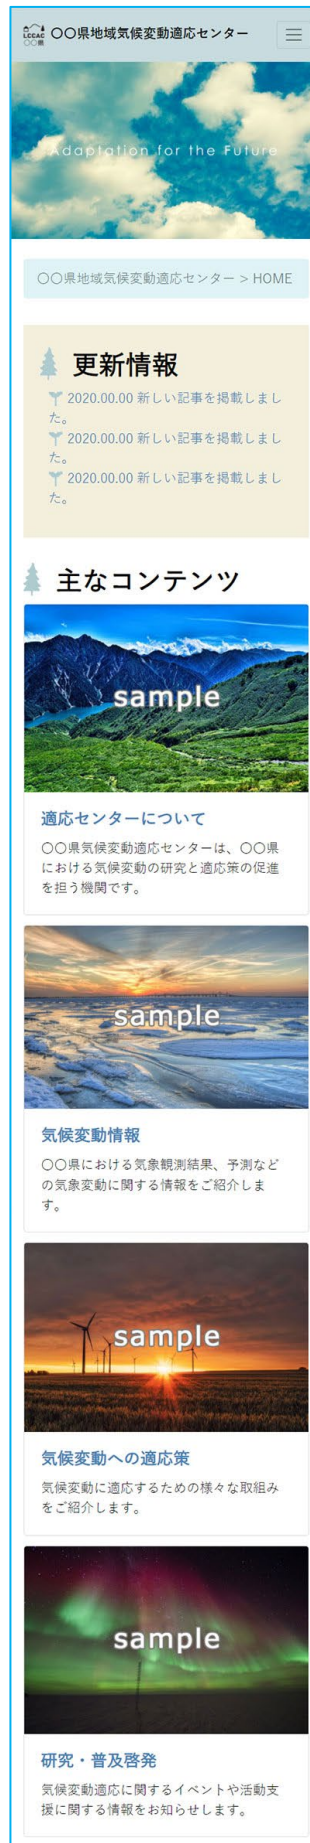 LCCAC
〇〇県
〇〇県地域気候変動適応センター
Adaptation for the Future
〇〇県地域気候変動適応センター > HOME
更新情報
2020.00.00 新しい記事を掲載しまし
た。
2020.00.00 新しい記事を掲載しまし
た。
2020.00.00 新しい記事を掲載しまし
た。
主なコンテンツ
sample
適応センターについて
〇〇県気候変動適応センターは、〇〇県
における気候変動の研究と適応策の促進
を担う機関です。
sample
気候変動情報
〇〇県における気象観測結果、予測など
の気象変動に関する情報をご紹介しま
す。
sample
気候変動への適応策
気候変動に適応するための様々な取組み
をご紹介します。
sample
研究・普及啓発
気候変動適応に関するイベントや活動支
援に関する情報をお知らせします。